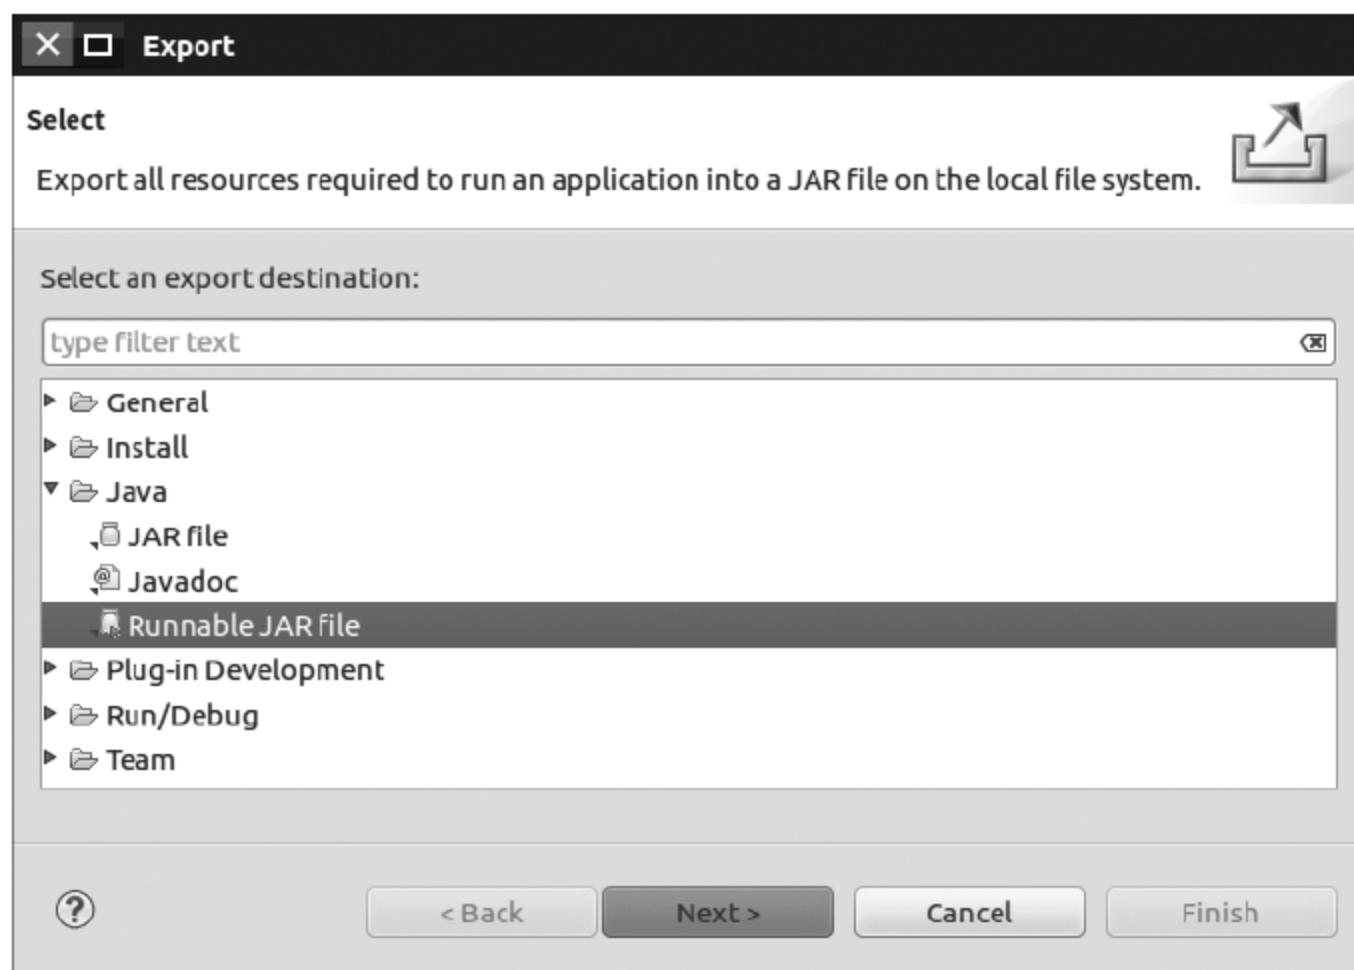 Export
Select
Export all resources required to run an application into a JAR file on the local file system.
Select an export destination:
type filter text
General
Install
Java
JAR file
Javadoc
Runnable JAR file
Plug-in Development
Run/Debug
Team
< Back Next > Cancel Finish